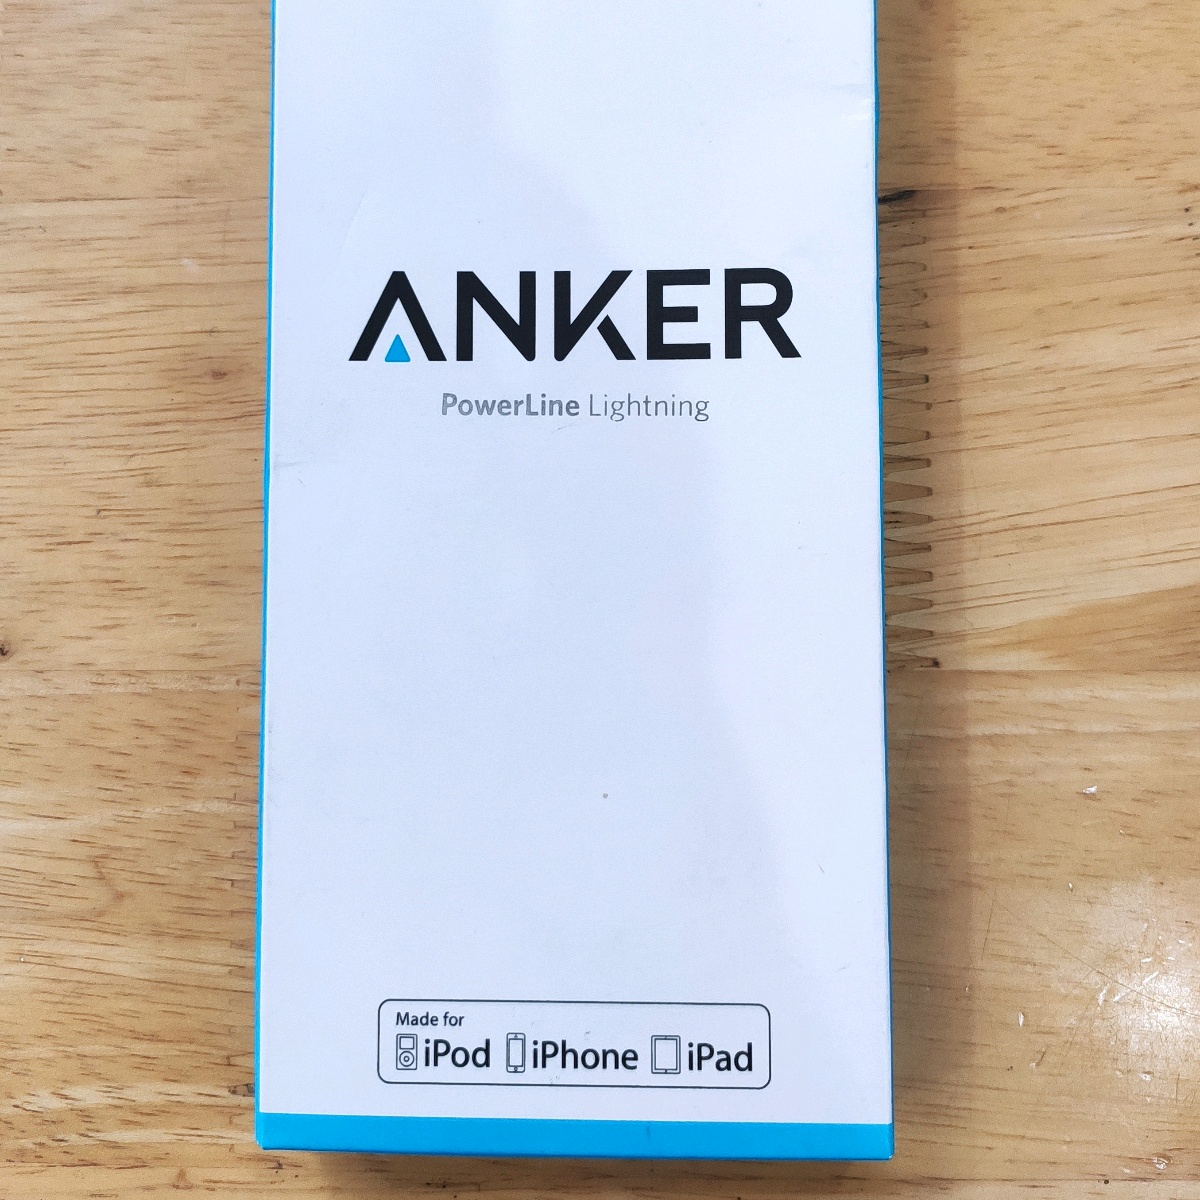 ANKER
PowerLine Lightning
Made for
iPod iPhone iPad